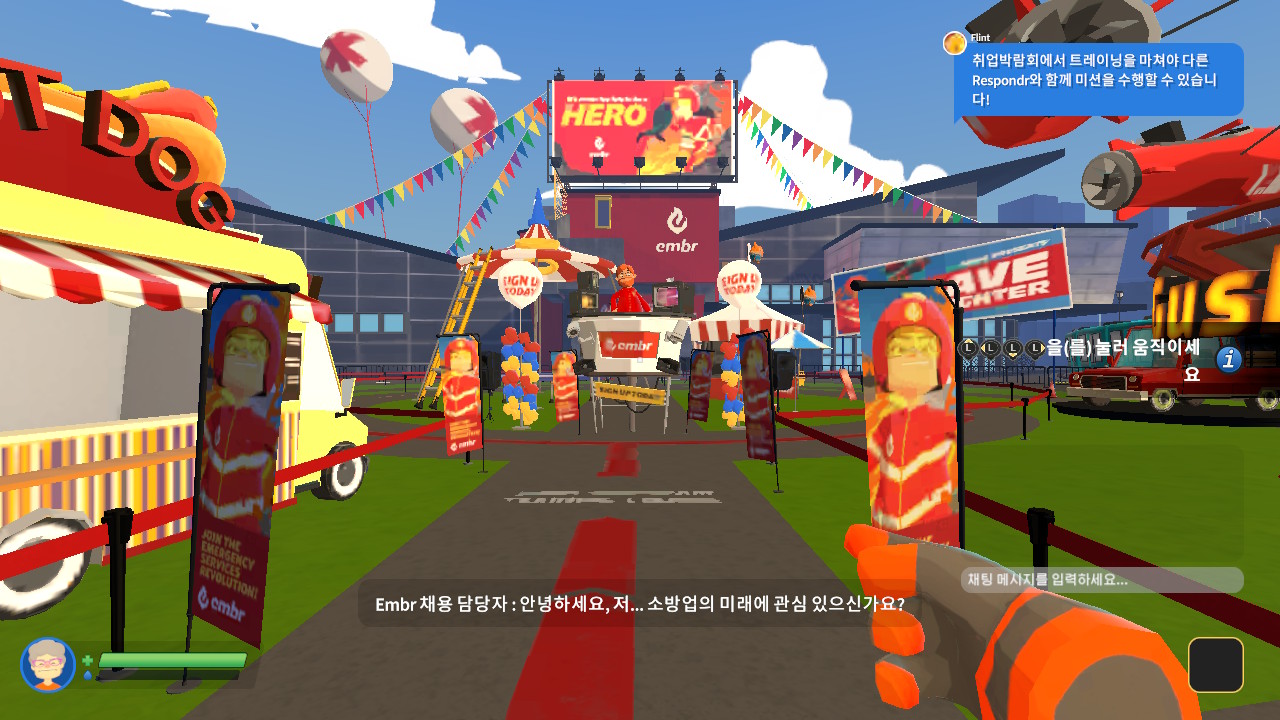 Flint
취업박람회에서 트레이닝을 마쳐야 다른
Respondr와 함께 미션을 수행할 수 있습니
다!
HOT DOG
HERO
embr
embr
SIGN U
TODAY!
SIGN U
TODAY!
embr
SIGN UP TODAY
L L L L 을(를) 눌러 움직이세
요
embr
JOIN THE
EMERGENCY
SERVICES
REVOLUTION!
embr
채팅 메시지를 입력하세요...
Embr 채용 담당자 : 안녕하세요, 저... 소방업의 미래에 관심 있으신가요?